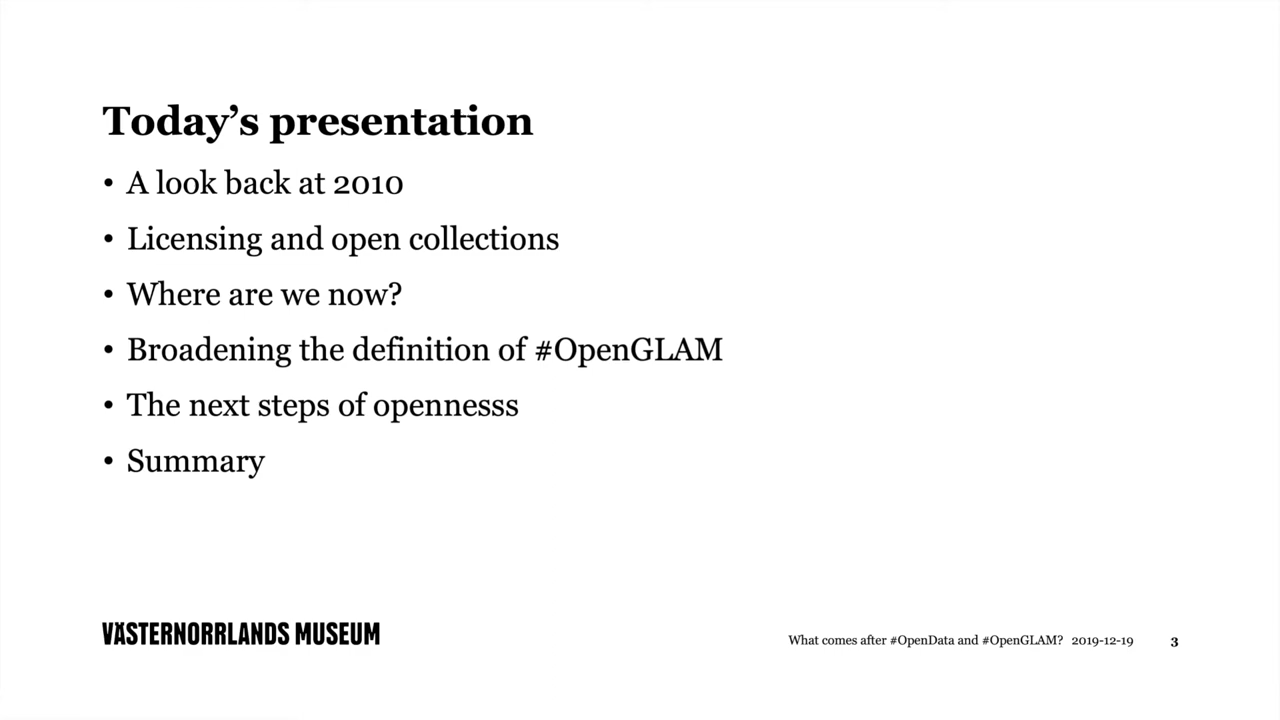 Today’s presentation
• A look back at 2010
• Licensing and open collections
• Where are we now?
• Broadening the definition of #OpenGLAM
• The next steps of opennesss
• Summary
VÄSTERNORRLANDS MUSEUM
What comes after #OpenData and #OpenGLAM? 2019-12-19 3